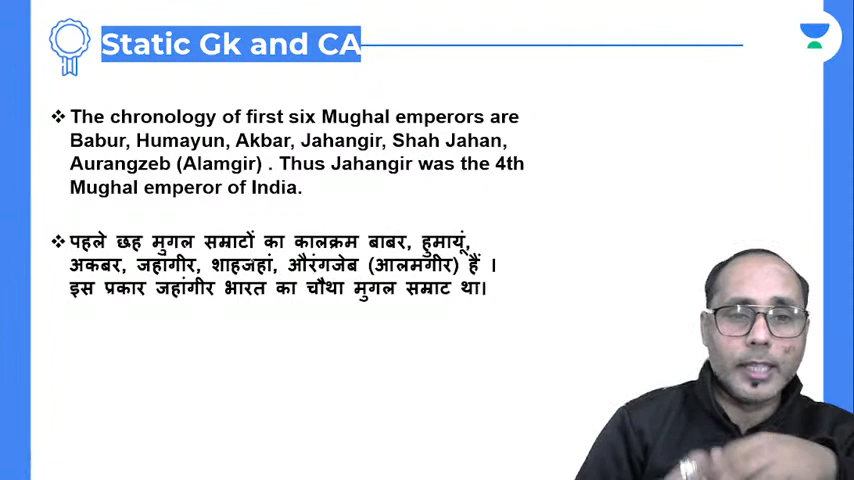 Static Gk and CA
❖ The chronology of first six Mughal emperors are
Babur, Humayun, Akbar, Jahangir, Shah Jahan,
Aurangzeb (Alamgir) . Thus Jahangir was the 4th
Mughal emperor of India.
❖ पहले छह मुगल सम्राटों का कालक्रम बाबर, हुमायूं,
अकबर, जहांगीर, शाहजहां, औरंगजेब (आलमगीर) हैं ।
इस प्रकार जहांगीर भारत का चौथा मुगल सम्राट था।